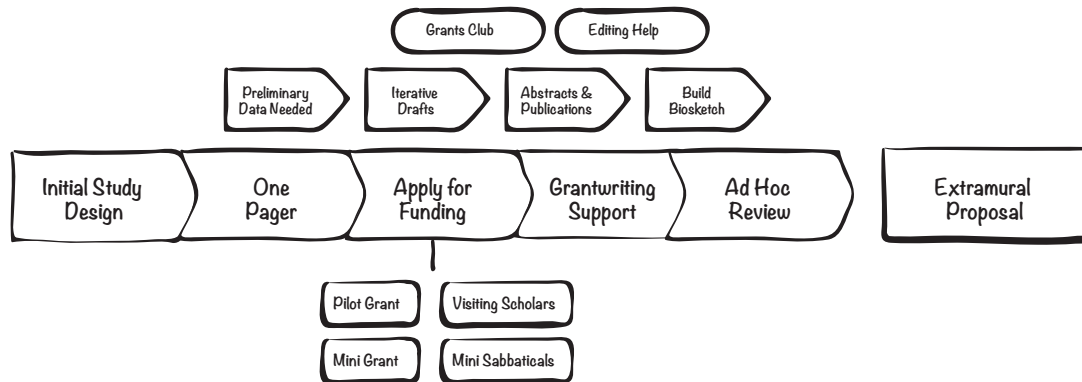 Grants Club
Editing Help
Preliminary
Data Needed
Iterative
Drafts
Abstracts &
Publications
Build
Biosketch
Initial Study
Design
One
Pager
Apply for
Funding
Grantwriting
Support
Ad Hoc
Review
Extramural
Proposal
Pilot Grant
Visiting Scholars
Mini Grant
Mini Sabbaticals